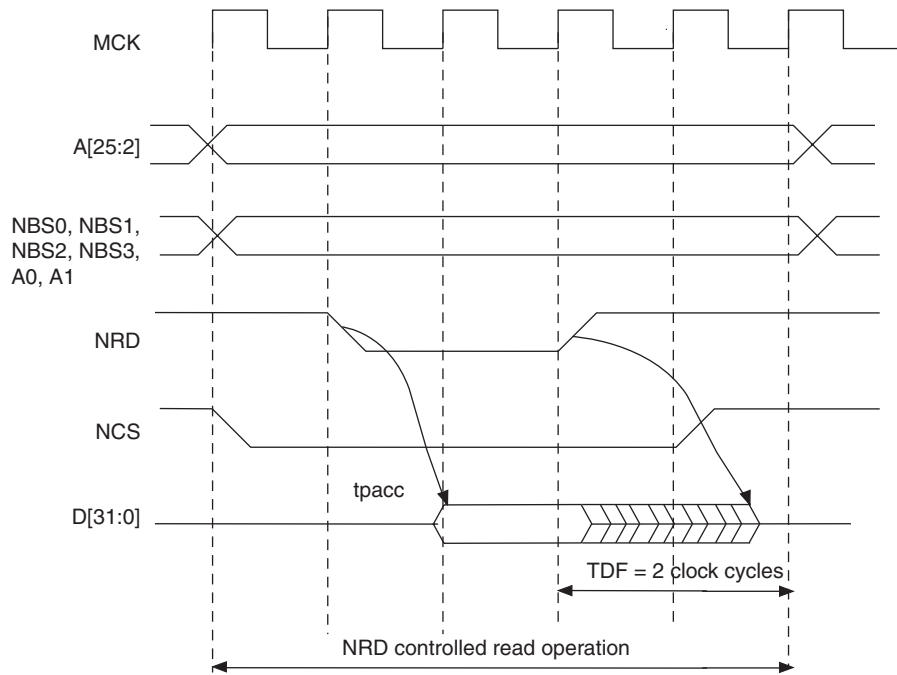 MCK
A[25:2]
NBS0, NBS1,
NBS2, NBS3,
A0, A1
NRD
NCS
tpacc
D[31:0]
TDF = 2 clock cycles
NRD controlled read operation